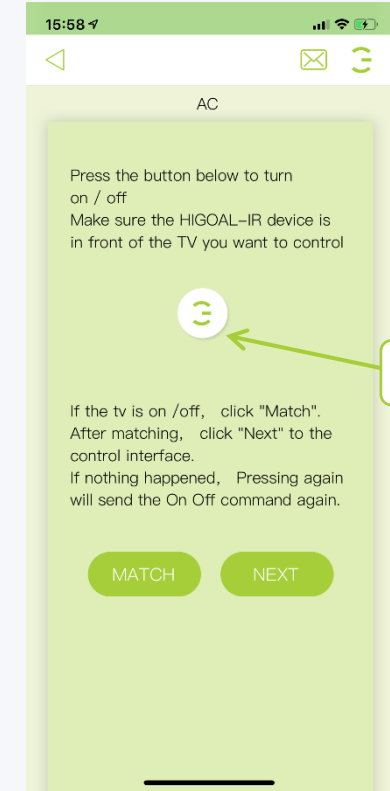 15:58
AC
Press the button below to turn
on / off
Make sure the HIGOAL-IR device is
in front of the TV you want to control
If the tv is on /off, click "Match".
After matching, click "Next" to the
control interface.
If nothing happened, Pressing again
will send the On Off command again.
MATCH NEXT